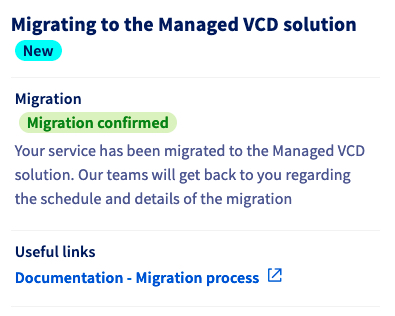 Migrating to the Managed VCD solution
New
Migration
Migration confirmed
Your service has been migrated to the Managed VCD
solution. Our teams will get back to you regarding
the schedule and details of the migration
Useful links
Documentation - Migration process